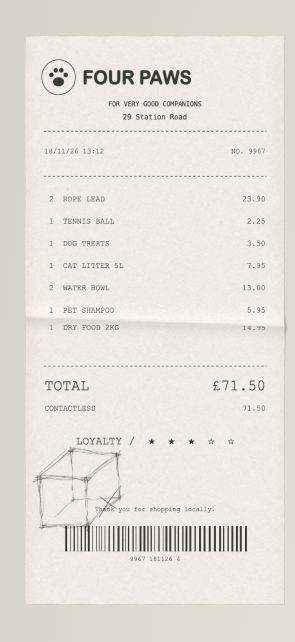 FOUR PAWS
FOR VERY GOOD COMPANIONS
29 Station Road
18/11/26 13:12 NO. 9967
2 ROPE LEAD 23.90
1 TENNIS BALL 2.25
1 DOG TREATS 3.50
1 CAT LITTER 5L 7.95
2 WATER BOWL 13.00
1 PET SHAMPOO 5.95
1 DRY FOOD 2KG 14.95
TOTAL £71.50
CONTACTLESS 71.50
LOYALTY / ★ ★ ★ ☆ ☆
Thank you for shopping locally.
9967 181126 4